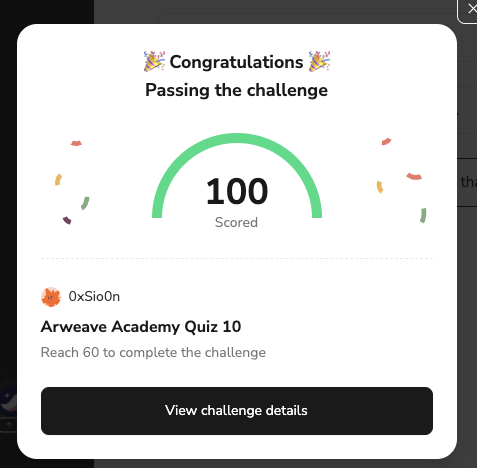 🎉 Congratulations 🎉
Passing the challenge
100
Scored
0xSio0n
Arweave Academy Quiz 10
Reach 60 to complete the challenge
View challenge details